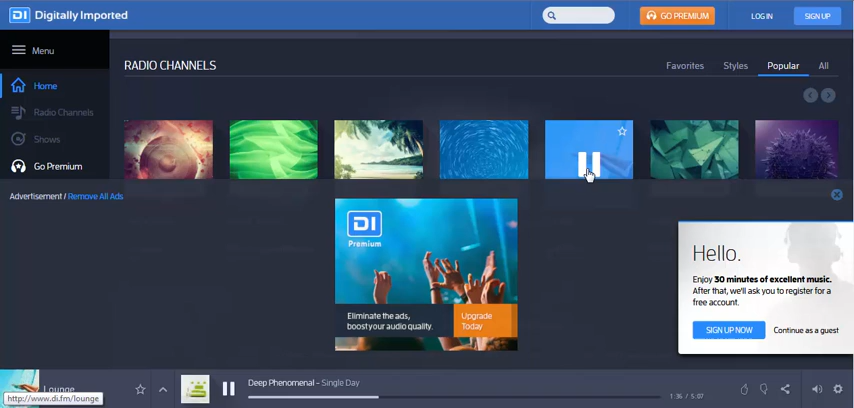 DI Digitally Imported
GO PREMIUM
LOG IN
SIGN UP
Menu
Home
Radio Channels
Shows
Go Premium
RADIO CHANNELS
Favorites
Styles
Popular
All
Advertisement / Remove All Ads
DI
Premium
Eliminate the ads,
boost your audio quality.
Upgrade
Today
Hello.
Enjoy 30 minutes of excellent music.
After that, we'll ask you to register for a
free account.
SIGN UP NOW
Continue as a guest
Lounge
http://www.di.fm/lounge
Deep Phenomenal - Single Day
1:36 / 5:07